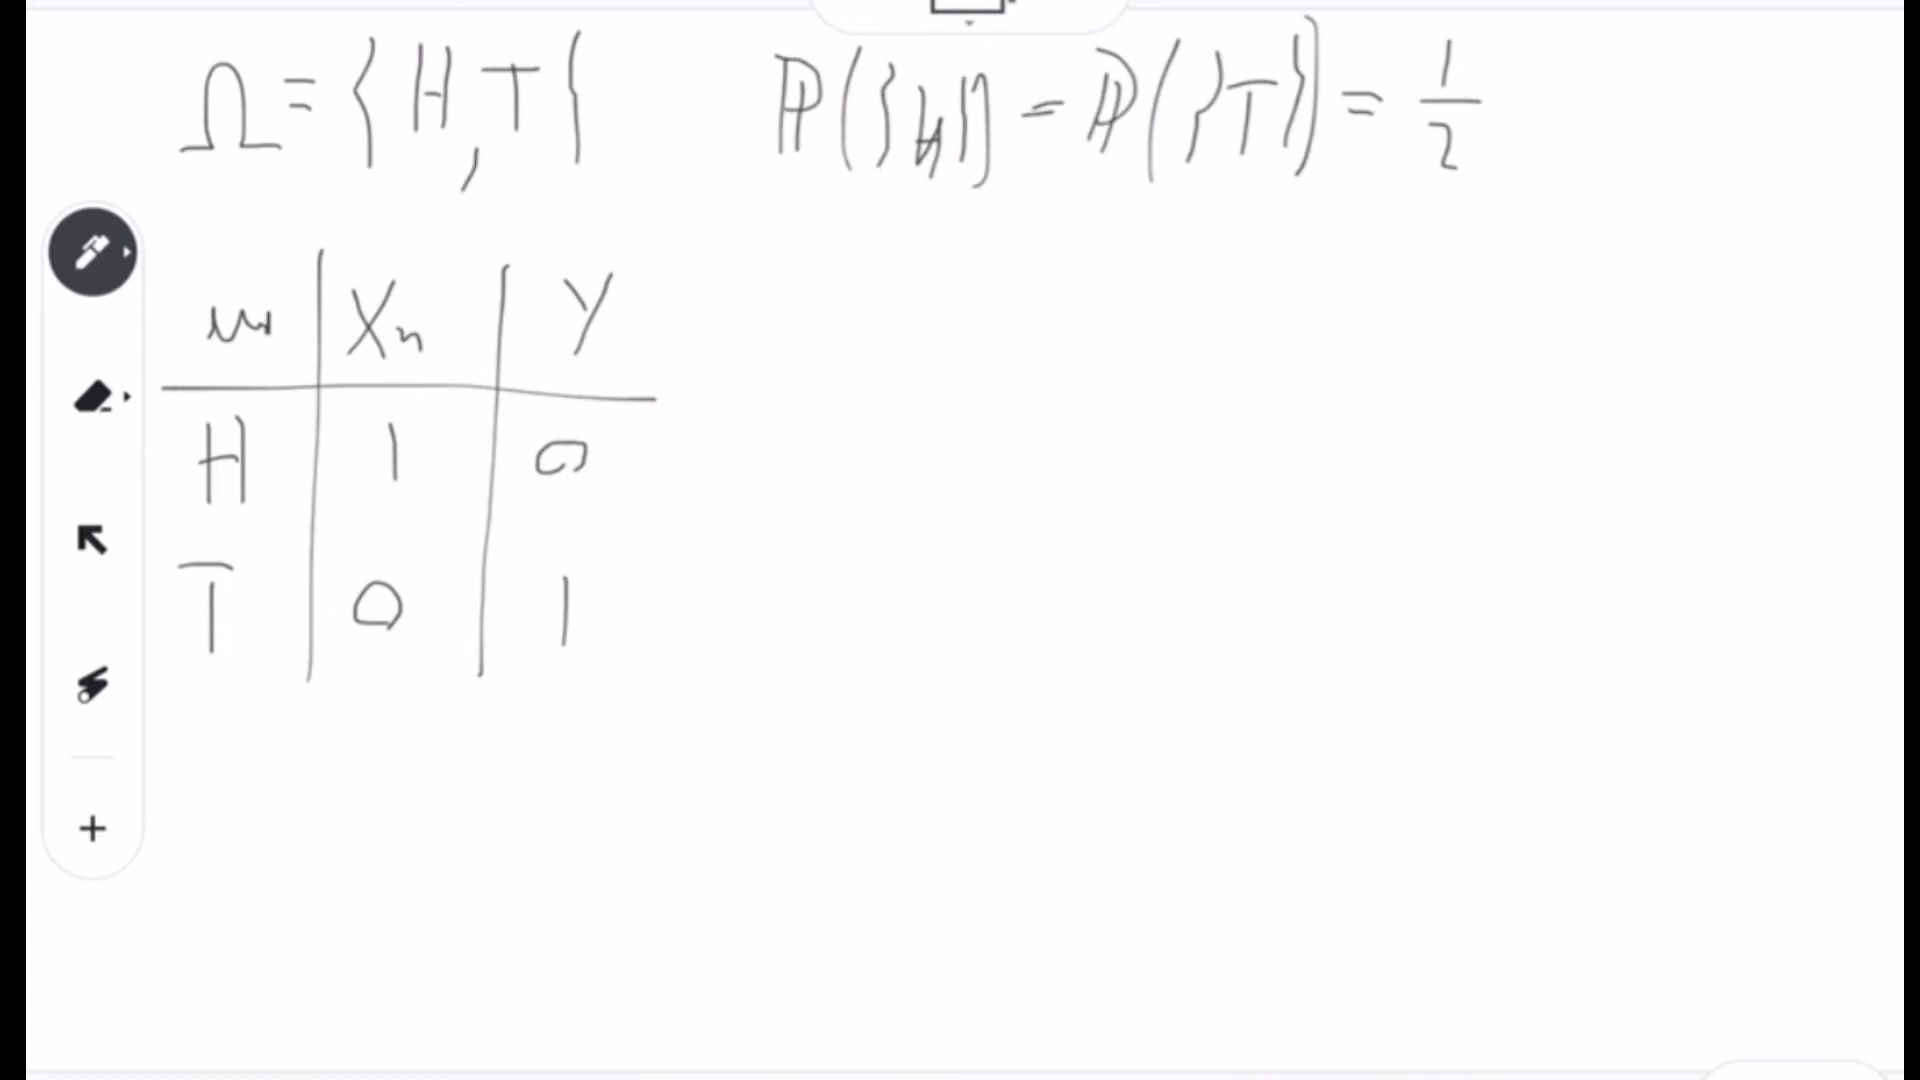 Ω = {H, T} ℙ({H}) = ℙ({T}) = 1/2
ω | Xn | Y
H | 1 | 0
T | 0 | 1